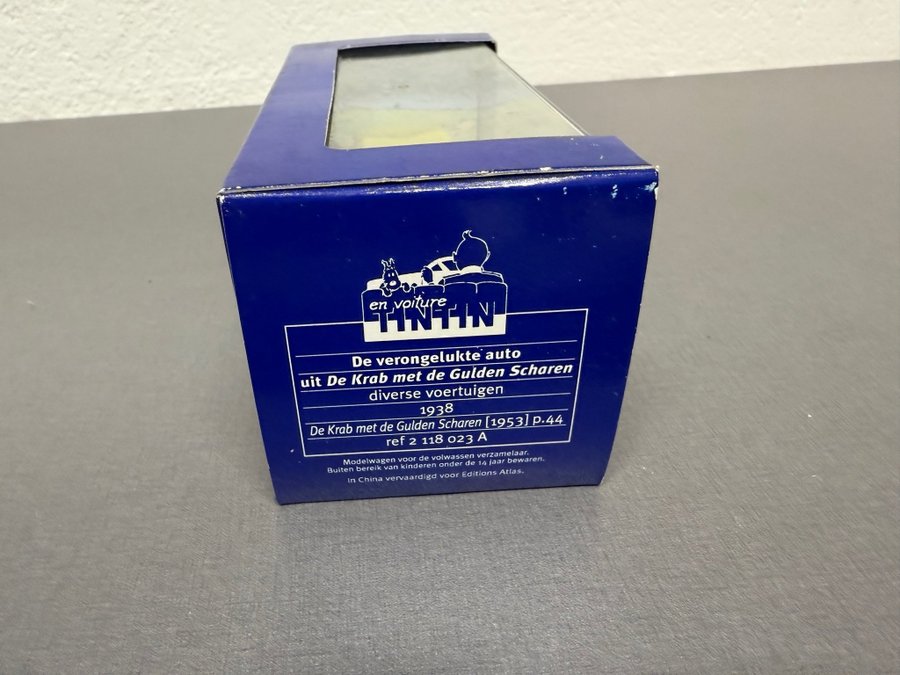 en voiture
TINTIN
De verongelukte auto
uit De Krab met de Gulden Scharen
diverse voertuigen
1938
De Krab met de Gulden Scharen [1953] p.44
ref 2 118 023 A
Modelwagen voor de volwassen verzamelaar.
Buiten bereik van kinderen onder de 14 jaar bewaren.
In China vervaardigd voor Editions Atlas.